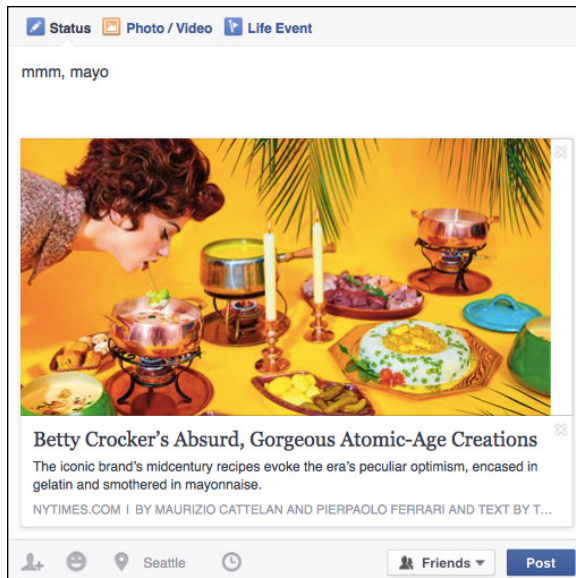 Status Photo / Video Life Event
mmm, mayo
Betty Crocker’s Absurd, Gorgeous Atomic-Age Creations
The iconic brand’s midcentury recipes evoke the era’s peculiar optimism, encased in
gelatin and smothered in mayonnaise.
NYTIMES.COM | BY MAURIZIO CATTELAN AND PIERPAOLO FERRARI AND TEXT BY T...
Seattle Friends Post